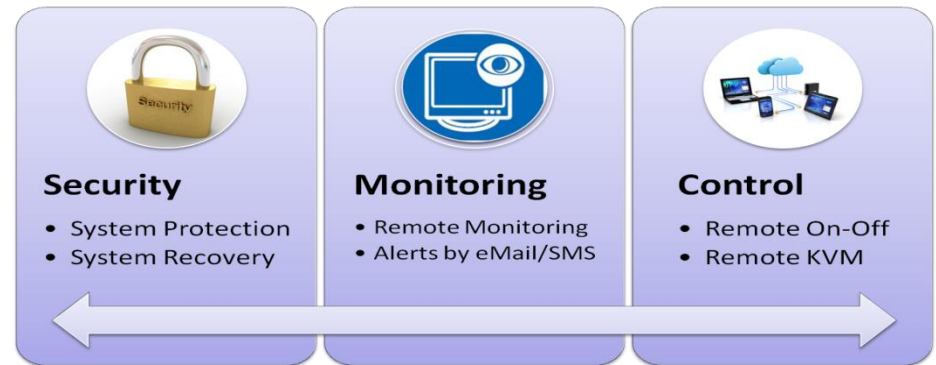 Security
Security
• System Protection
• System Recovery
Monitoring
• Remote Monitoring
• Alerts by eMail/SMS
Control
• Remote On-Off
• Remote KVM